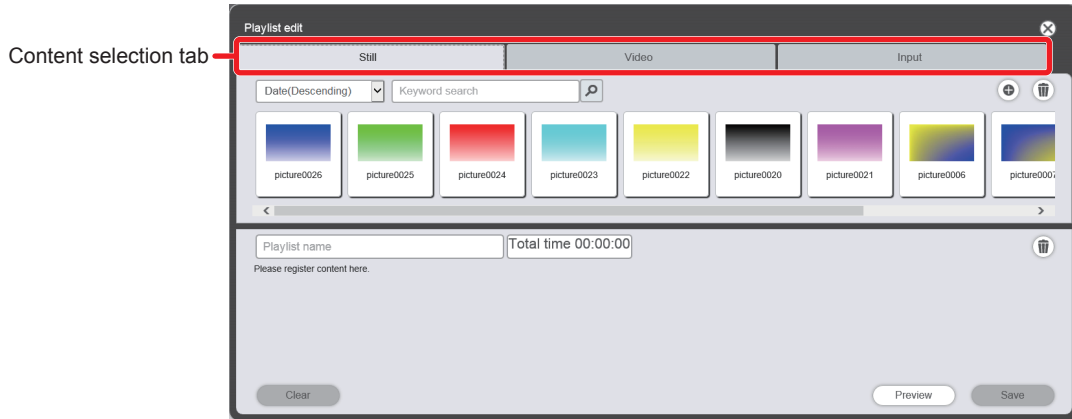 Playlist edit
Content selection tab
Still Video Input
Date(Descending) Keyword search
picture0026 picture0025 picture0024 picture0023 picture0022 picture0020 picture0021 picture0006 picture0007
Playlist name Total time 00:00:00
Please register content here.
Clear Preview Save